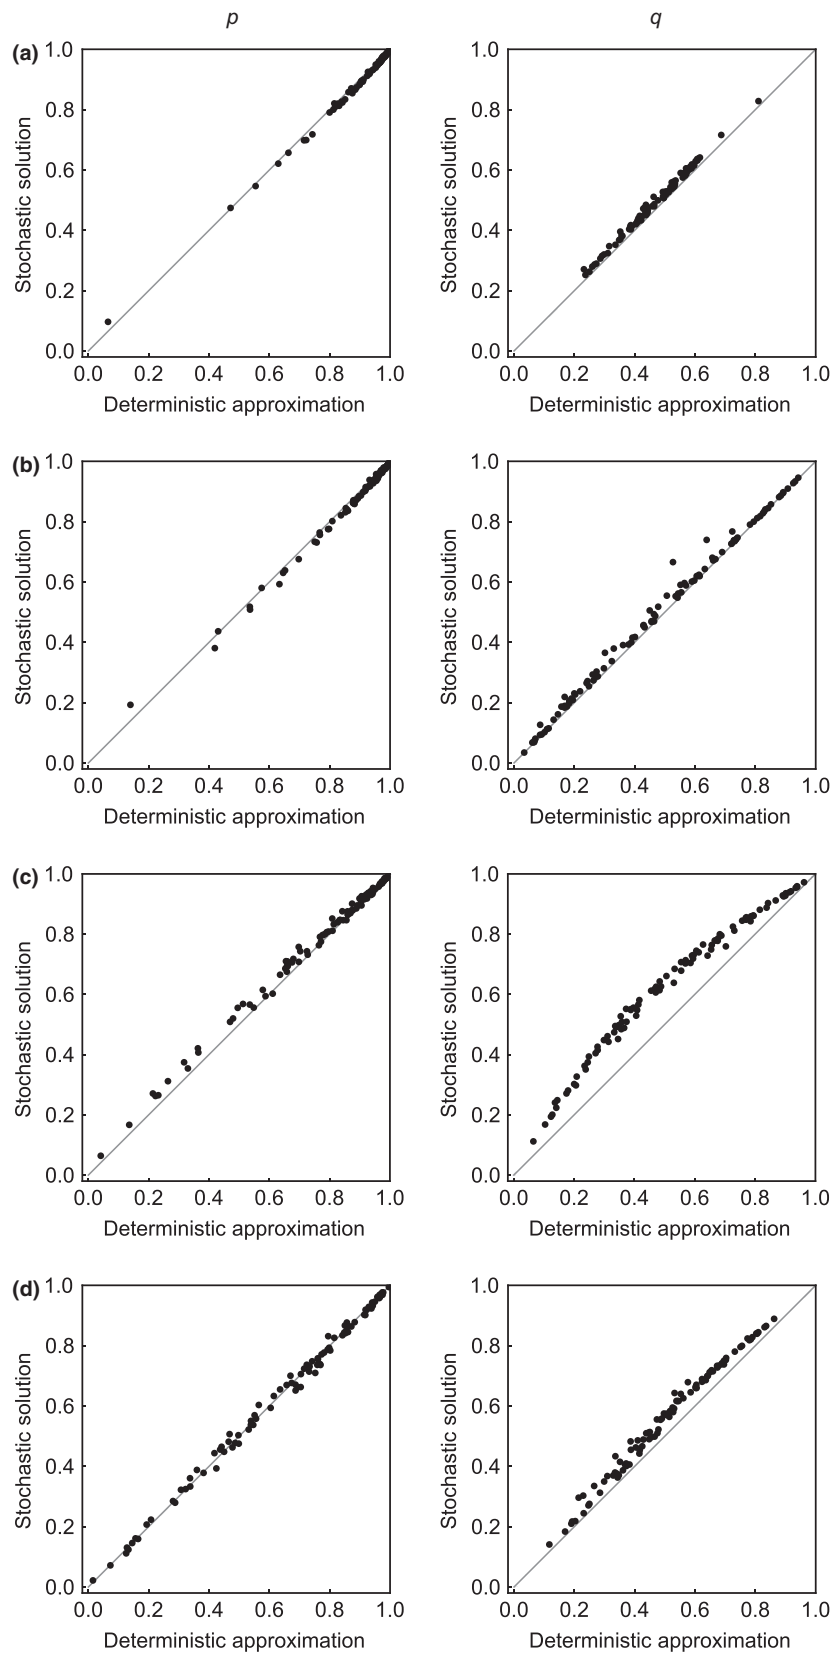 p q
(a)
1.0 1.0
0.8 0.8
0.6 0.6
0.4 0.4
0.2 0.2
0.0 0.0
Stochastic solution Stochastic solution
0.0 0.2 0.4 0.6 0.8 1.0 0.0 0.2 0.4 0.6 0.8 1.0
Deterministic approximation Deterministic approximation
(b)
1.0 1.0
0.8 0.8
0.6 0.6
0.4 0.4
0.2 0.2
0.0 0.0
Stochastic solution Stochastic solution
0.0 0.2 0.4 0.6 0.8 1.0 0.0 0.2 0.4 0.6 0.8 1.0
Deterministic approximation Deterministic approximation
(c)
1.0 1.0
0.8 0.8
0.6 0.6
0.4 0.4
0.2 0.2
0.0 0.0
Stochastic solution Stochastic solution
0.0 0.2 0.4 0.6 0.8 1.0 0.0 0.2 0.4 0.6 0.8 1.0
Deterministic approximation Deterministic approximation
(d)
1.0 1.0
0.8 0.8
0.6 0.6
0.4 0.4
0.2 0.2
0.0 0.0
Stochastic solution Stochastic solution
0.0 0.2 0.4 0.6 0.8 1.0 0.0 0.2 0.4 0.6 0.8 1.0
Deterministic approximation Deterministic approximation